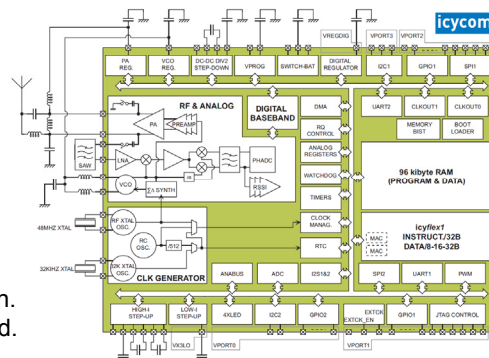 icycom
VREGDIG
VPORT3
VPORT2
PA REG.
VCO REG.
DC-DC DIV2 STEP-DOWN
VPROG
SWITCH-BAT
DIGITAL REGULATOR
I2C1
GPIO1
SPI1
RF & ANALOG
PA
PREAMP
DIGITAL BASEBAND
DMA
UART2
CLKOUT1
CLKOUT0
RQ CONTROL
MEMORY BIST
BOOT LOADER
SAW
LNA
PHADC
ANALOG REGISTERS
WATCHDOG
96 kibyte RAM
(PROGRAM & DATA)
VCO
ΣΔ SYNTH
RSSI
TIMERS
48MHZ XTAL
RF XTAL OSC.
RC OSC.
/512
CLOCK MANAG.
icyflex1
INSTRUCT/32B
DATA/8-16-32B
MAC
MAC
32KHZ XTAL
32K XTAL OSC.
CLK GENERATOR
RTC
ANABUS
ADC
I2S1&2
SPI2
UART1
PWM
n.
HIGH-I STEP-UP
LOW-I STEP-UP
4XLED
I2C2
GPIO2
EXTCK
EXTCK_EN
GPIO1
JTAG CONTROL
d.
VX3LO
VPORT0
VPORT1